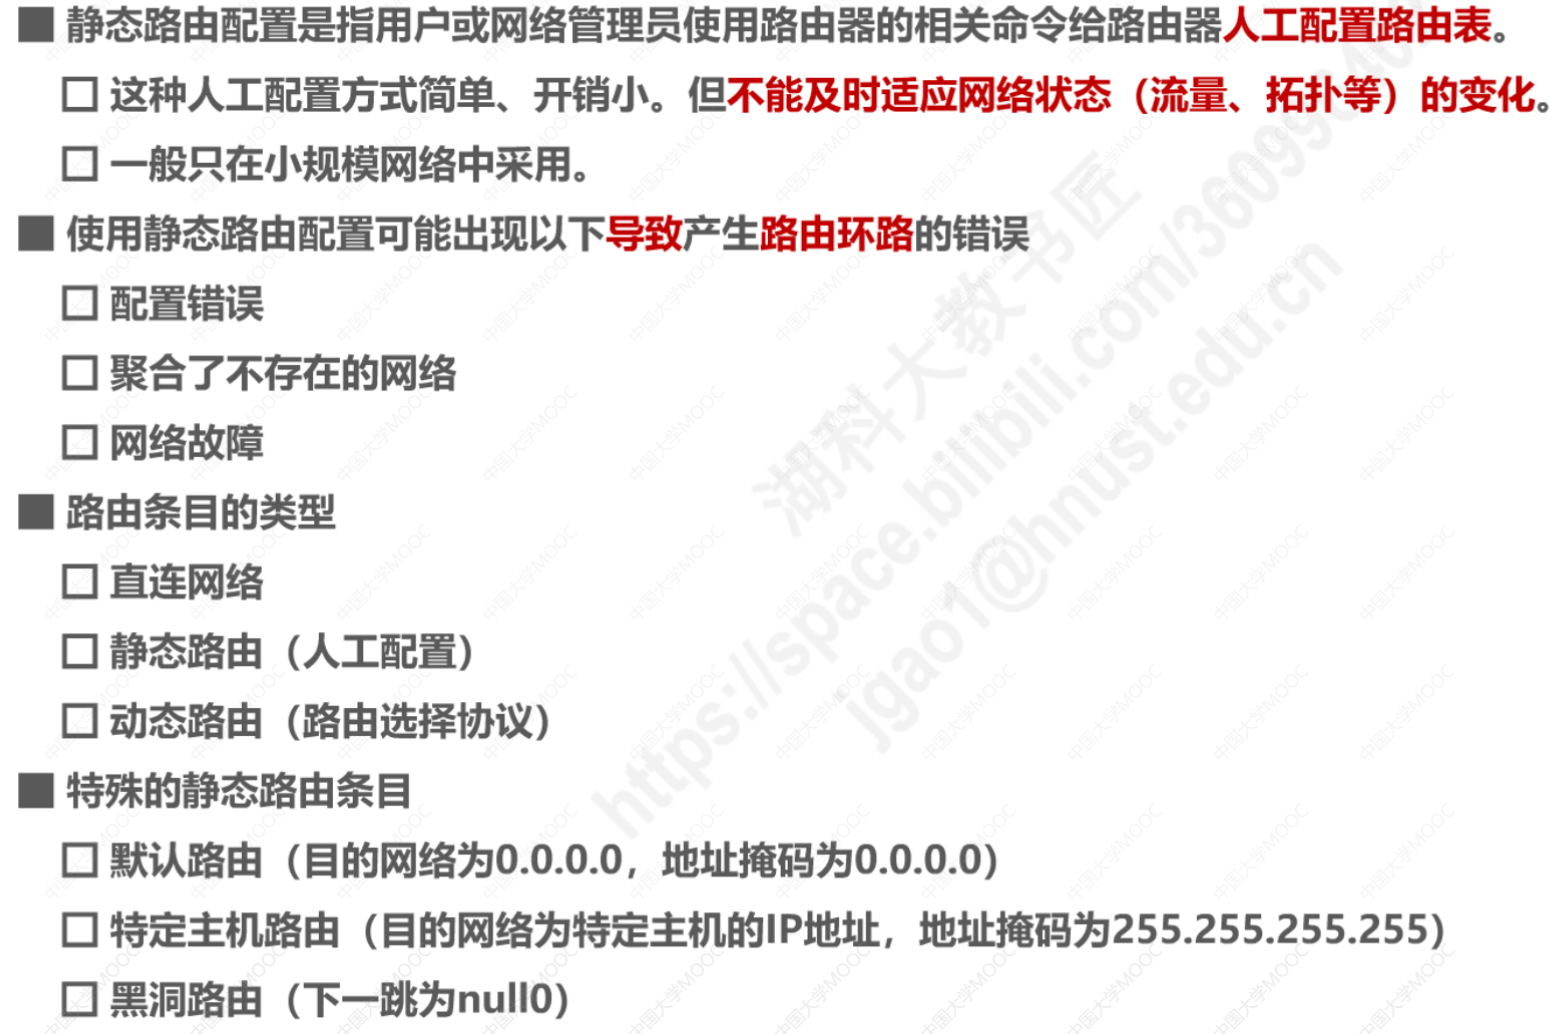 ■ 静态路由配置是指用户或网络管理员使用路由器的相关命令给路由器人工配置路由表。
□ 这种人工配置方式简单、开销小。但不能及时适应网络状态（流量、拓扑等）的变化。
□ 一般只在小规模网络中采用。
■ 使用静态路由配置可能出现以下导致产生路由环路的错误
□ 配置错误
□ 聚合了不存在的网络
□ 网络故障
■ 路由条目的类型
□ 直连网络
□ 静态路由（人工配置）
□ 动态路由（路由选择协议）
■ 特殊的静态路由条目
□ 默认路由（目的网络为0.0.0.0，地址掩码为0.0.0.0）
□ 特定主机路由（目的网络为特定主机的IP地址，地址掩码为255.255.255.255）
□ 黑洞路由（下一跳为null0）
湖科大教书匠
jgao1@hnust.edu.cn
中国大学MOOC